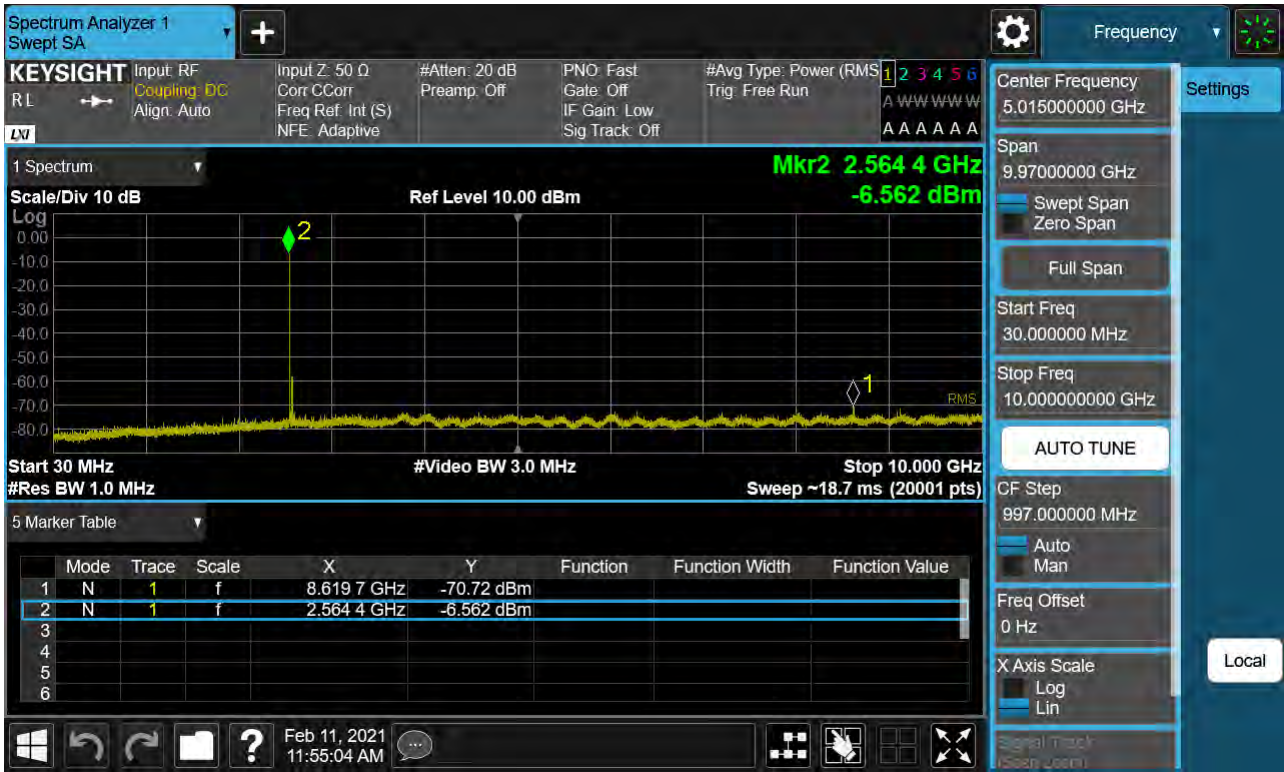 Spectrum Analyzer 1
Swept SA
Frequency
KEYSIGHT
RL
LXI
Input: RF
Coupling: DC
Align: Auto
Input Z: 50 Ω
Corr CCorr
Freq Ref: Int (S)
NFE: Adaptive
#Atten: 20 dB
Preamp: Off
PNO: Fast
Gate: Off
IF Gain: Low
Sig Track: Off
#Avg Type: Power (RMS
Trig: Free Run
1 2 3 4 5 6
A W W W W W
A A A A A A
1 Spectrum
Mkr2 2.564 4 GHz
Scale/Div 10 dB
Ref Level 10.00 dBm
-6.562 dBm
Log
0.00
-10.0
-20.0
-30.0
-40.0
-50.0
-60.0
-70.0
-80.0
2
1
RMS
Start 30 MHz
#Video BW 3.0 MHz
Stop 10.000 GHz
#Res BW 1.0 MHz
Sweep ~18.7 ms (20001 pts)
5 Marker Table
Mode Trace Scale X Y Function Function Width Function Value
1 N 1 f 8.619 7 GHz -70.72 dBm
2 N 1 f 2.564 4 GHz -6.562 dBm
3
4
5
6
Center Frequency
5.015000000 GHz
Settings
Span
9.97000000 GHz
Swept Span
Zero Span
Full Span
Start Freq
30.000000 MHz
Stop Freq
10.000000000 GHz
AUTO TUNE
CF Step
997.000000 MHz
Auto
Man
Freq Offset
0 Hz
X Axis Scale
Log
Lin
Local
Signal Track
(Span Zoom)
?
Feb 11, 2021
11:55:04 AM